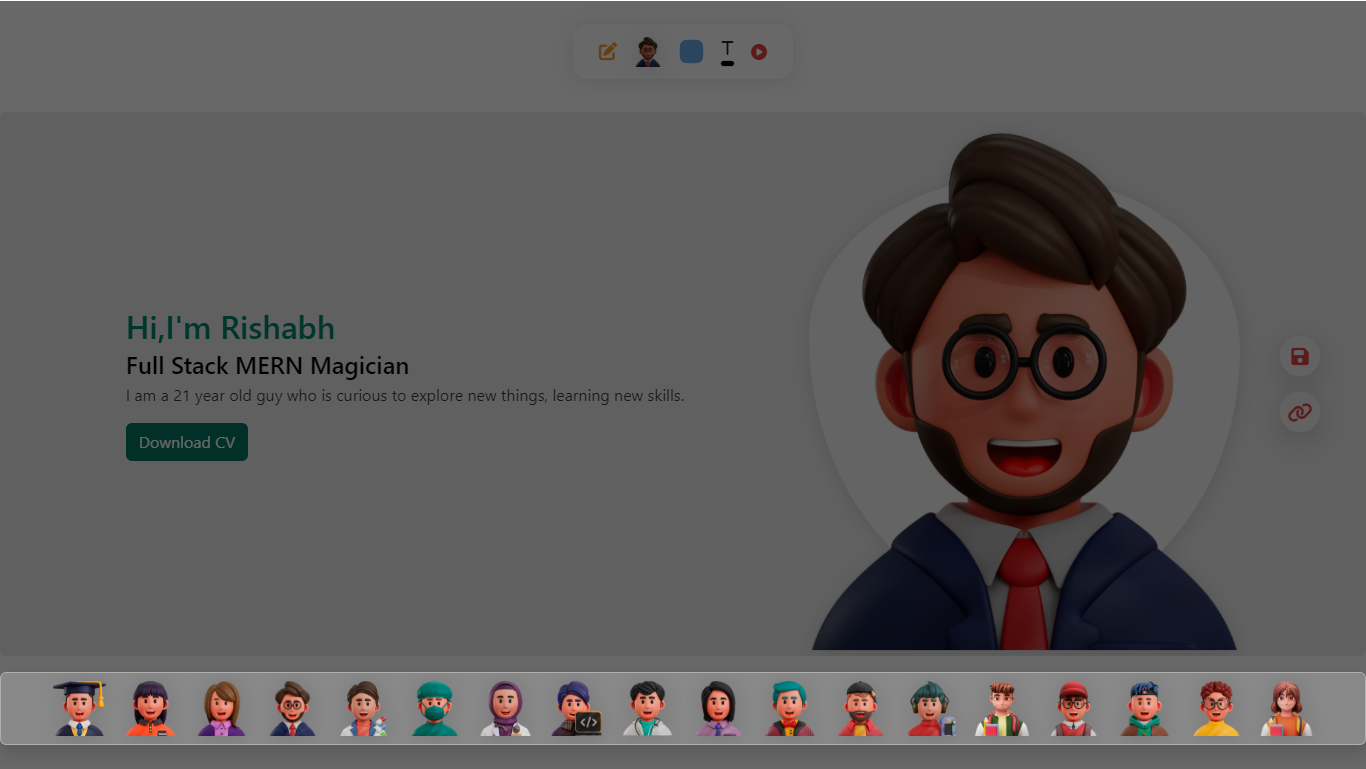 T
Hi,I'm Rishabh
Full Stack MERN Magician
I am a 21 year old guy who is curious to explore new things, learning new skills.
Download CV
</>